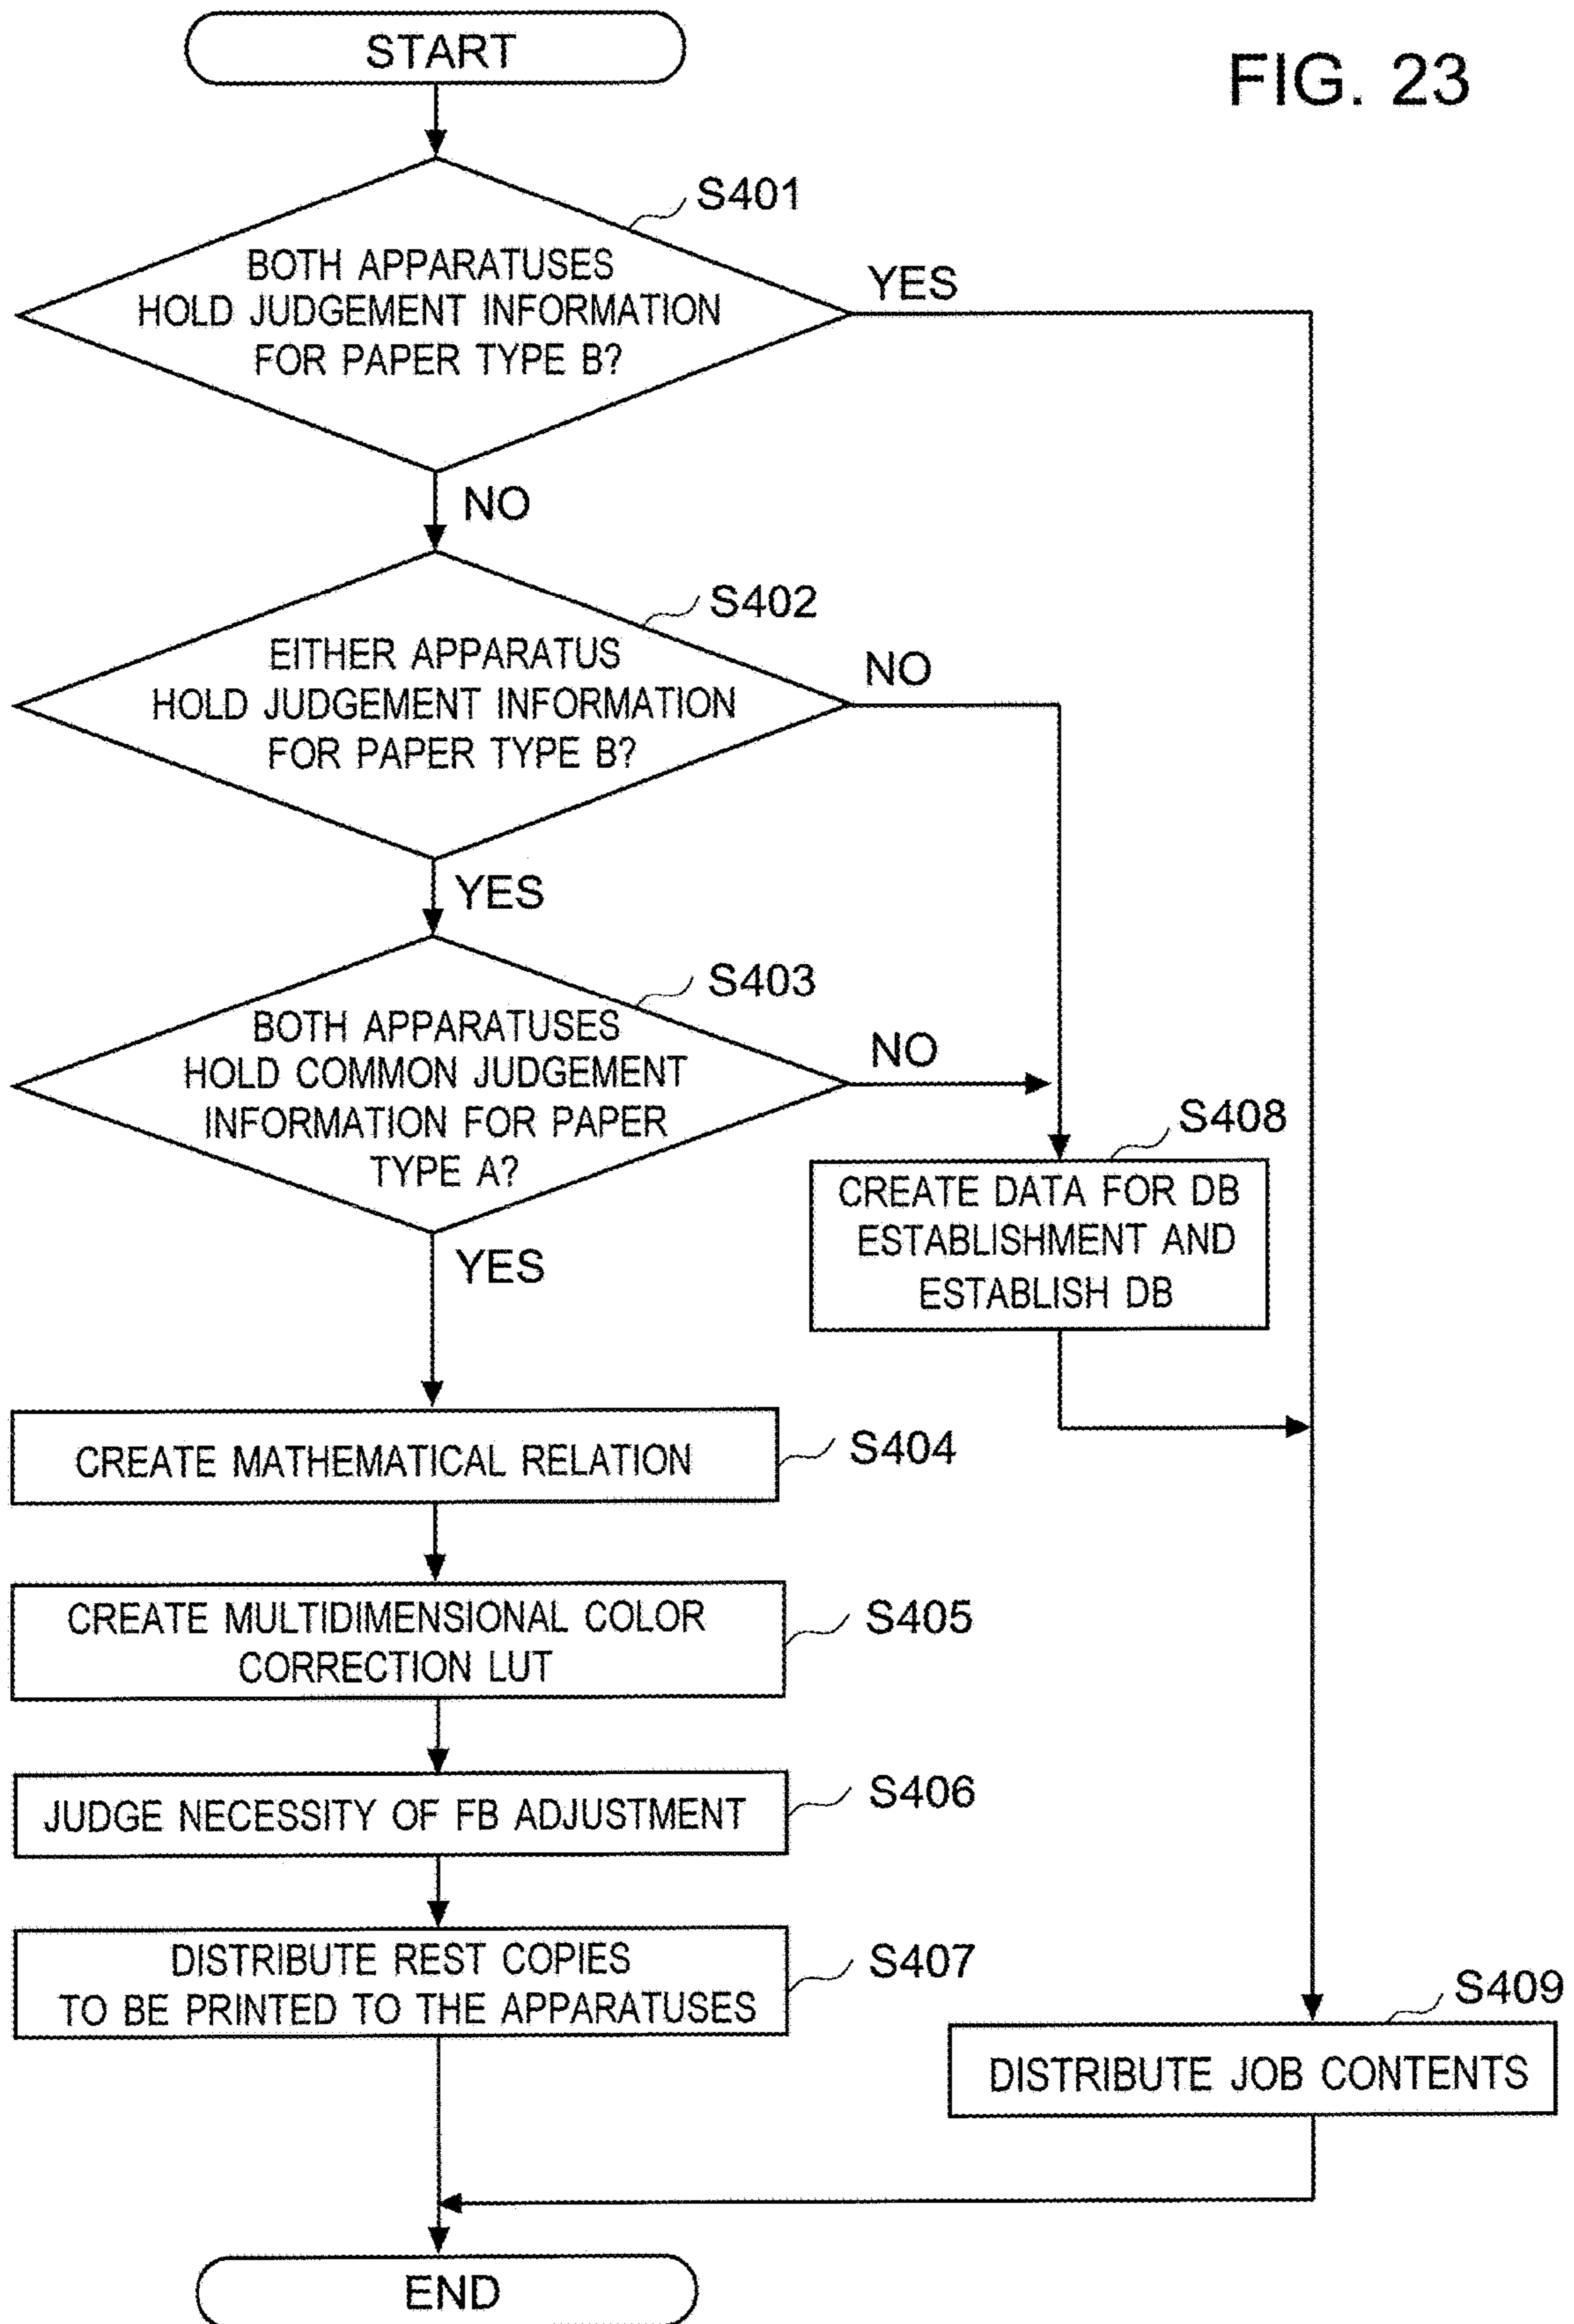 START
FIG. 23
S401
BOTH APPARATUSES
HOLD JUDGEMENT INFORMATION
FOR PAPER TYPE B?
YES
NO
S402
EITHER APPARATUS
HOLD JUDGEMENT INFORMATION
FOR PAPER TYPE B?
NO
YES
S403
BOTH APPARATUSES
HOLD COMMON JUDGEMENT
INFORMATION FOR PAPER
TYPE A?
NO
YES
S408
CREATE DATA FOR DB
ESTABLISHMENT AND
ESTABLISH DB
CREATE MATHEMATICAL RELATION
S404
CREATE MULTIDIMENSIONAL COLOR
CORRECTION LUT
S405
JUDGE NECESSITY OF FB ADJUSTMENT
S406
DISTRIBUTE REST COPIES
TO BE PRINTED TO THE APPARATUSES
S407
S409
DISTRIBUTE JOB CONTENTS
END